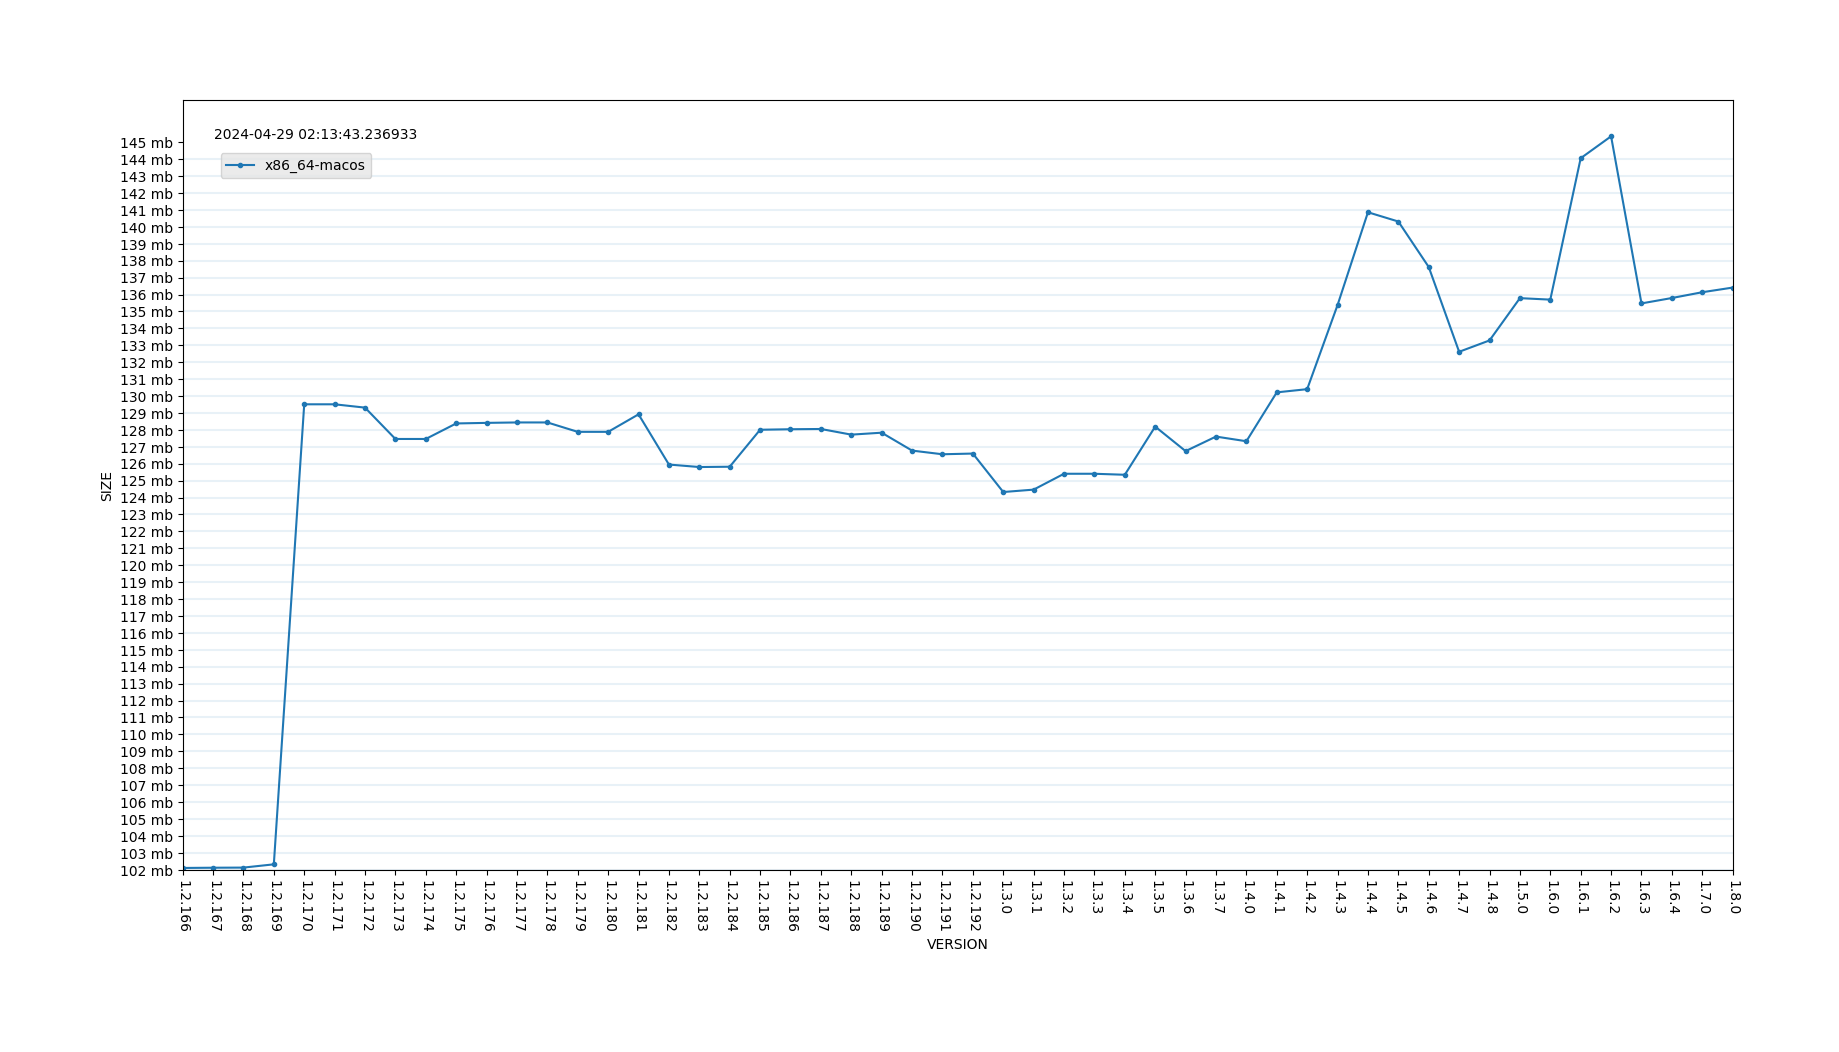 2024-04-29 02:13:43.236933
x86_64-macos
145 mb
144 mb
143 mb
142 mb
141 mb
140 mb
139 mb
138 mb
137 mb
136 mb
135 mb
134 mb
133 mb
132 mb
131 mb
130 mb
129 mb
128 mb
127 mb
126 mb
125 mb
124 mb
123 mb
122 mb
121 mb
120 mb
119 mb
118 mb
117 mb
116 mb
115 mb
114 mb
113 mb
112 mb
111 mb
110 mb
109 mb
108 mb
107 mb
106 mb
105 mb
104 mb
103 mb
102 mb
SIZE
1.2.166
1.2.167
1.2.168
1.2.169
1.2.170
1.2.171
1.2.172
1.2.173
1.2.174
1.2.175
1.2.176
1.2.177
1.2.178
1.2.179
1.2.180
1.2.181
1.2.182
1.2.183
1.2.184
1.2.185
1.2.186
1.2.187
1.2.188
1.2.189
1.2.190
1.2.191
1.2.192
1.3.0
1.3.1
1.3.2
1.3.3
1.3.4
1.3.5
1.3.6
1.3.7
1.4.0
1.4.1
1.4.2
1.4.3
1.4.4
1.4.5
1.4.6
1.4.7
1.4.8
1.5.0
1.6.0
1.6.1
1.6.2
1.6.3
1.6.4
1.7.0
1.8.0
VERSION